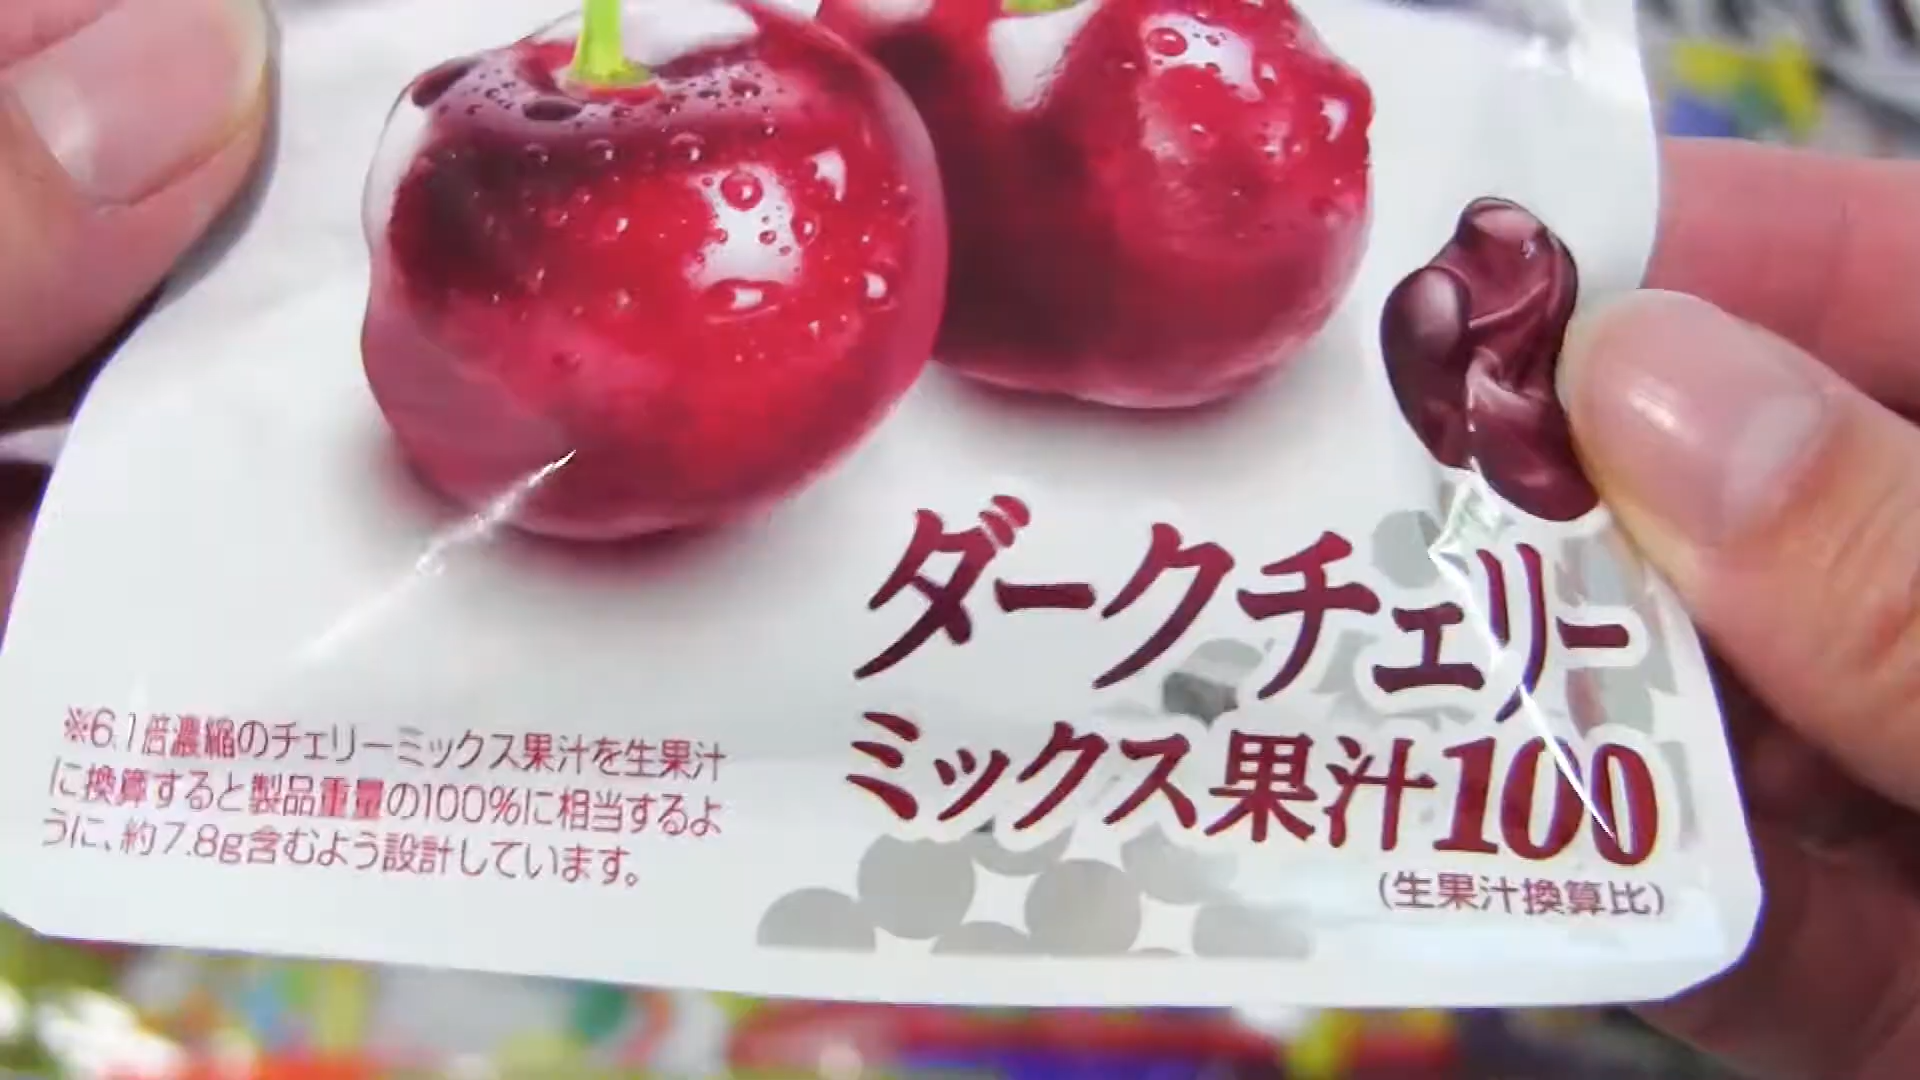 ダークチェリー
ミックス果汁100
(生果汁換算比)
※6.1倍濃縮のチェリーミックス果汁を生果汁
に換算すると製品重量の100%に相当するよ
うに、約7.8g含むよう設計しています。